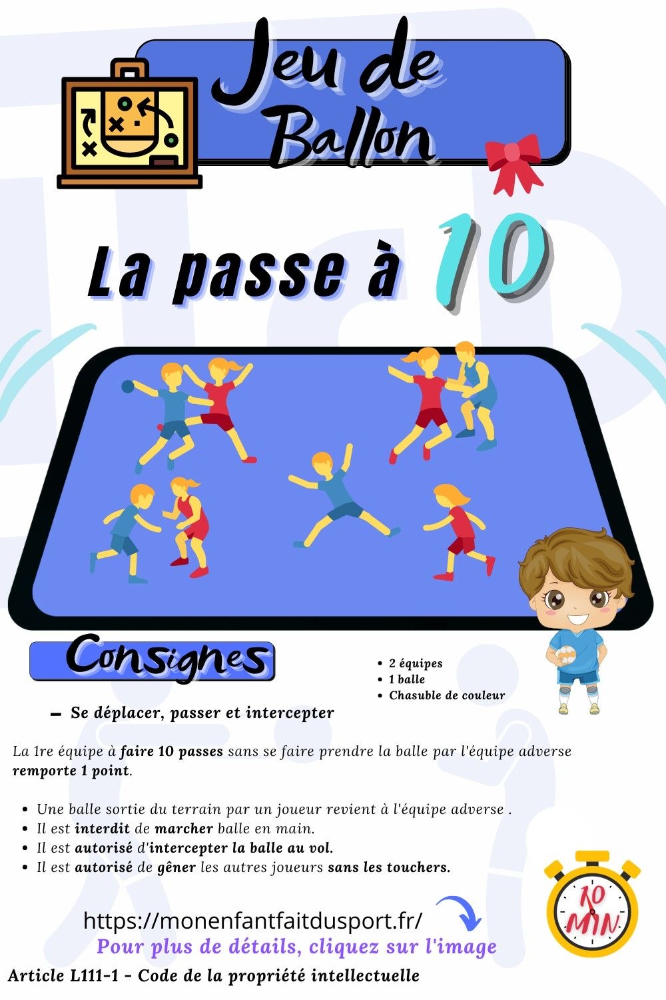 Jeu de
Ballon
La passe à 10
Consignes
• 2 équipes
• 1 balle
• Chasuble de couleur
– Se déplacer, passer et intercepter
La 1re équipe à faire 10 passes sans se faire prendre la balle par l'équipe adverse
remporte 1 point.
• Une balle sortie du terrain par un joueur revient à l'équipe adverse .
• Il est interdit de marcher balle en main.
• Il est autorisé d'intercepter la balle au vol.
• Il est autorisé de gêner les autres joueurs sans les touchers.
10
MIN
https://monenfantfaitdusport.fr/
Pour plus de détails, cliquez sur l'image
Article L111-1 - Code de la propriété intellectuelle